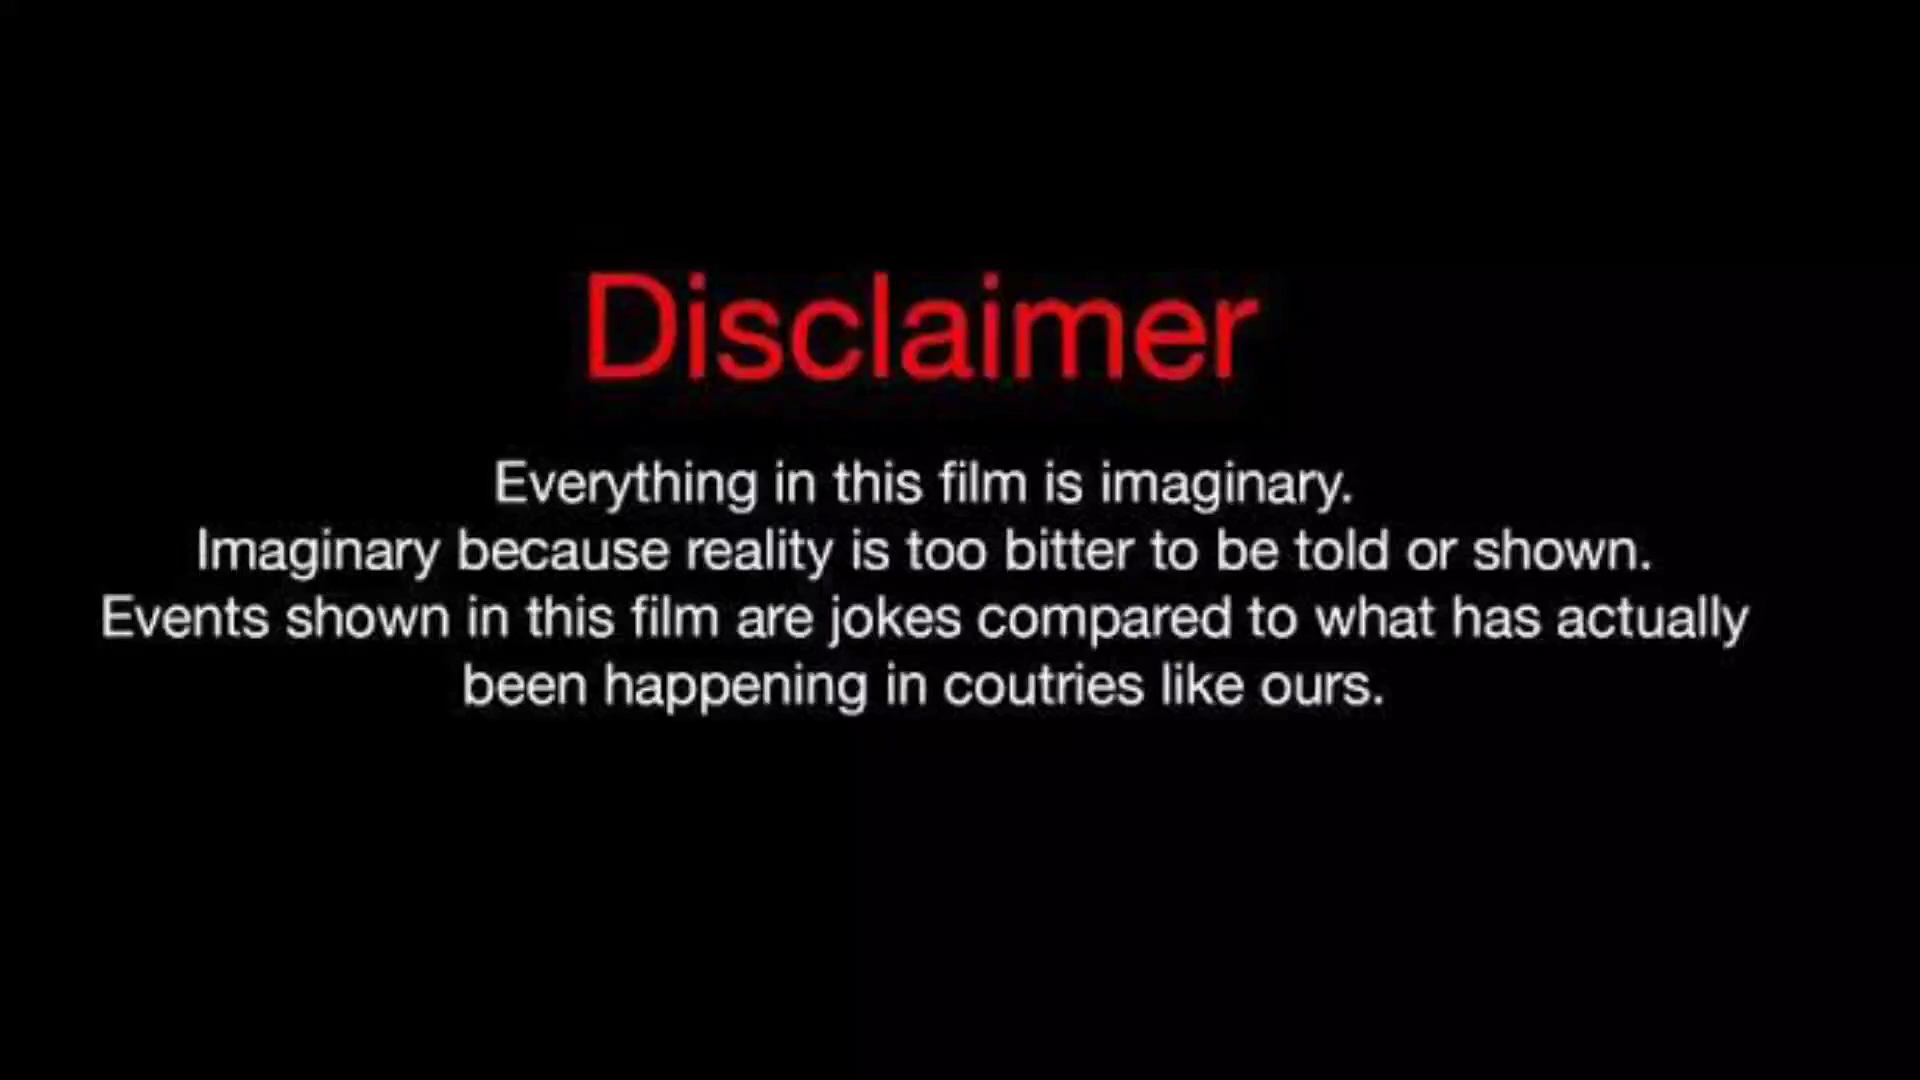 Disclaimer
Everything in this film is imaginary.
Imaginary because reality is too bitter to be told or shown.
Events shown in this film are jokes compared to what has actually
been happening in coutries like ours.